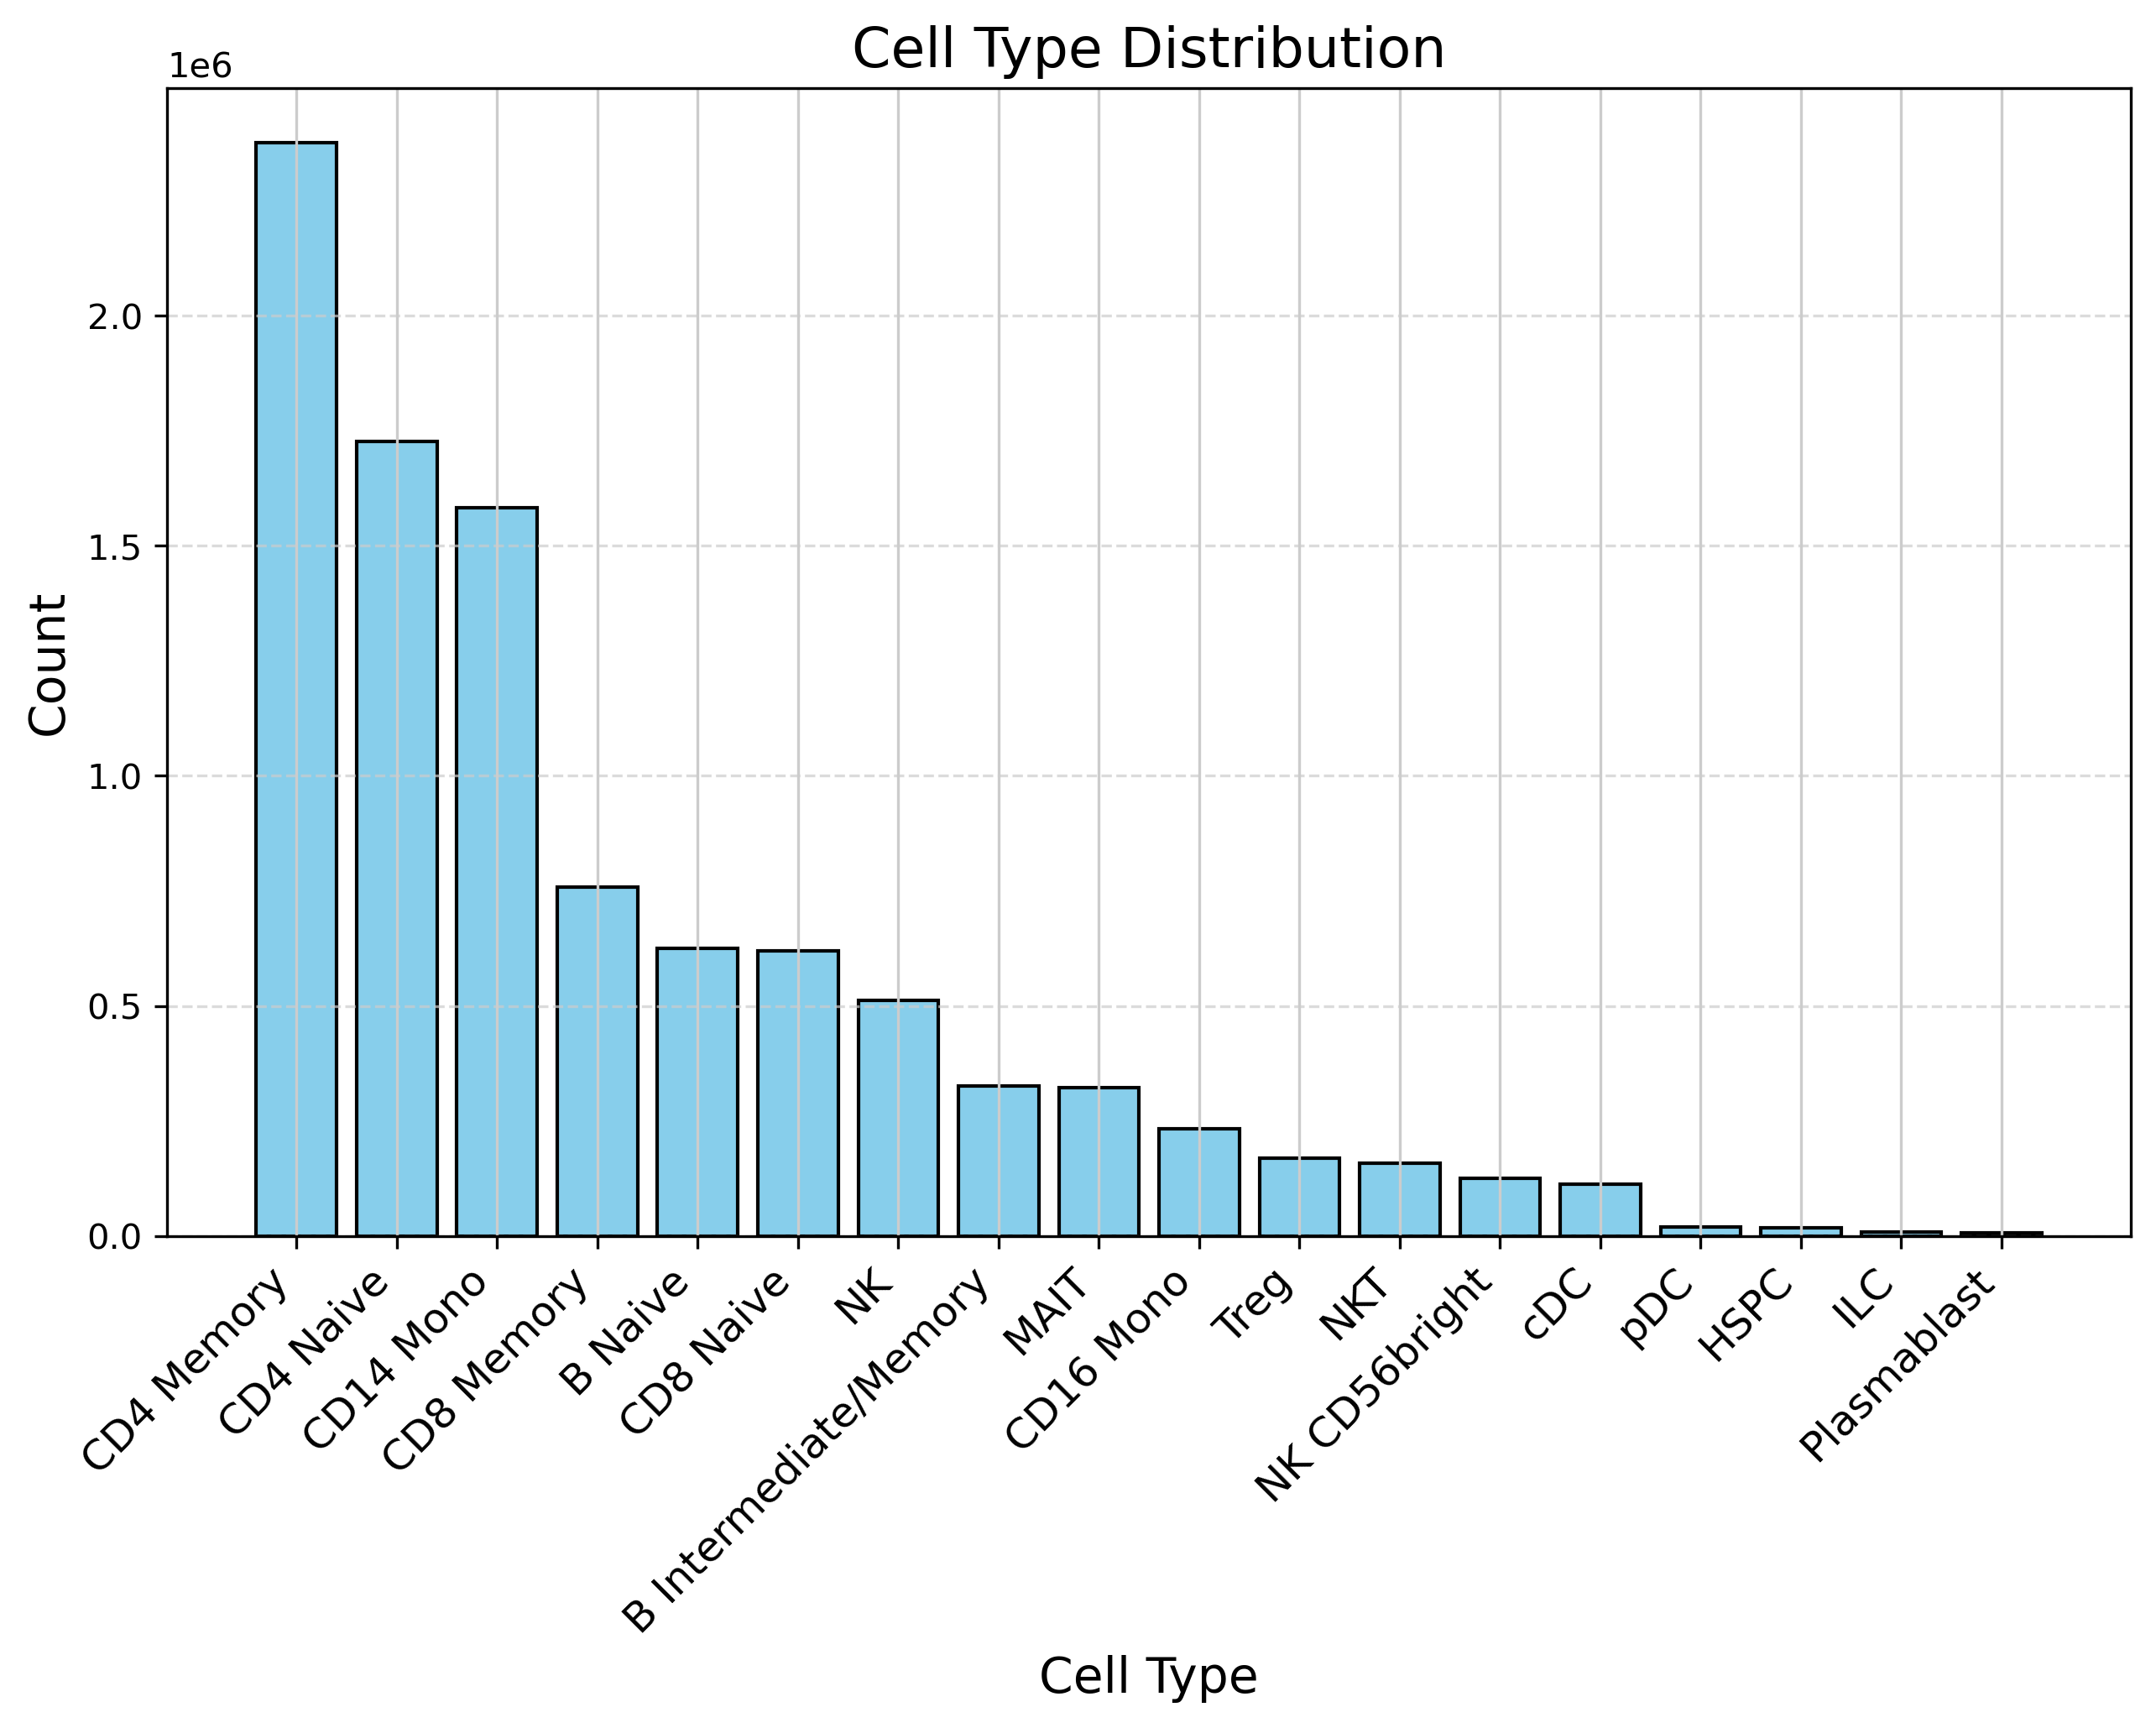 Cell Type Distribution
1e6
2.0
1.5
1.0
0.5
0.0
Count
CD4 Memory
CD4 Naive
CD14 Mono
CD8 Memory
B Naive
CD8 Naive
NK
B Intermediate/Memory
MAIT
CD16 Mono
Treg
NKT
NK CD56bright
cDC
pDC
HSPC
ILC
Plasmablast
Cell Type